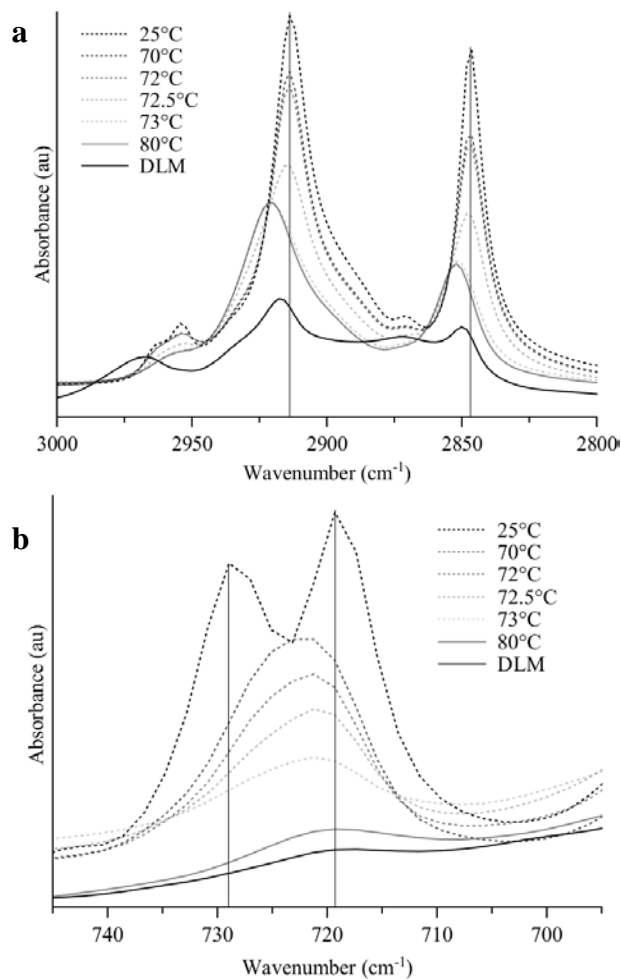 a
25°C
70°C
72°C
72.5°C
73°C
80°C
DLM
Absorbance (au)
3000 2950 2900 2850 2800
Wavenumber (cm⁻¹)
b
25°C
70°C
72°C
72.5°C
73°C
80°C
DLM
Absorbance (au)
740 730 720 710 700
Wavenumber (cm⁻¹)